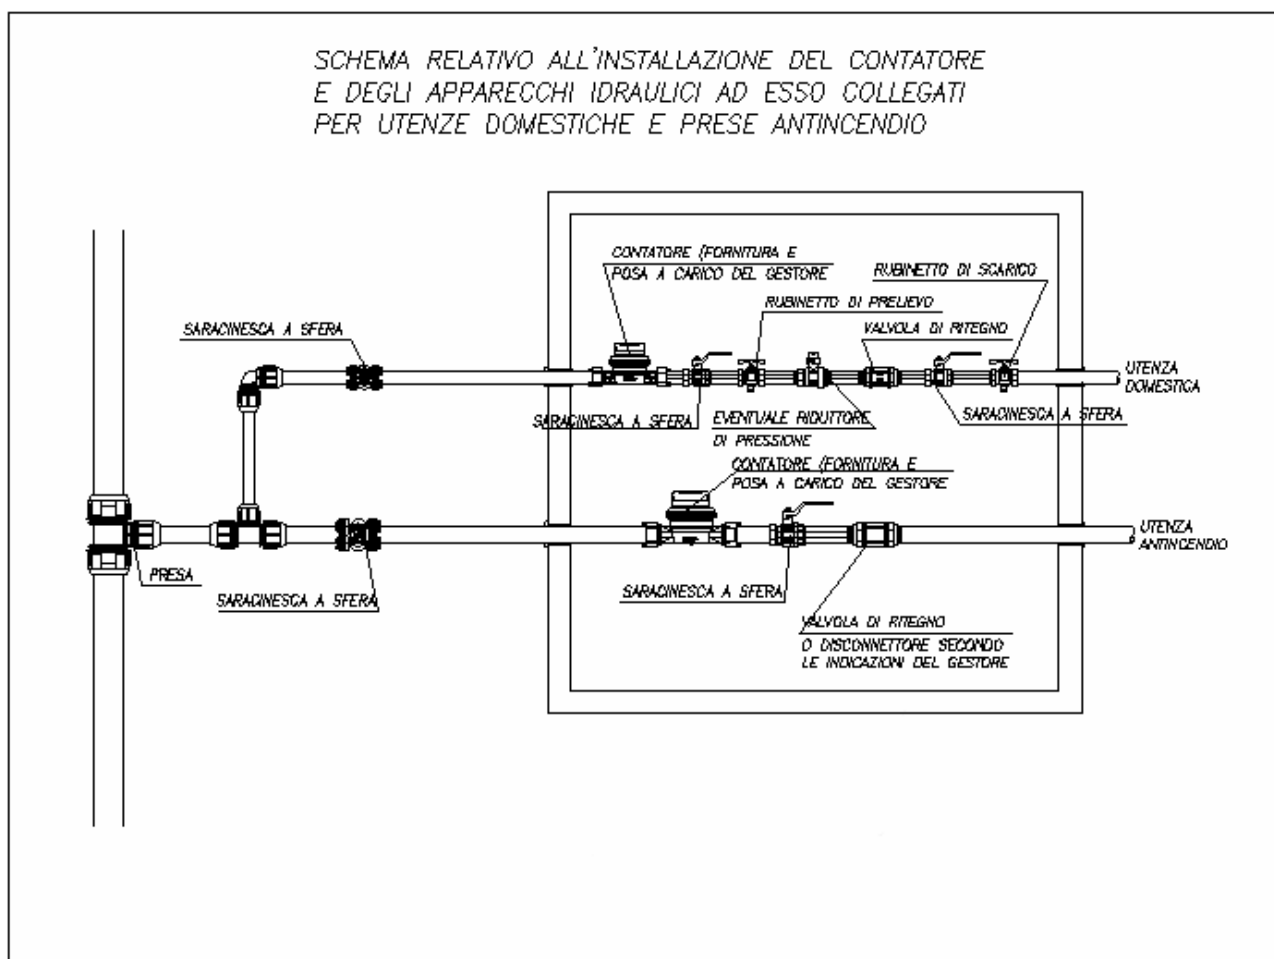 SCHEMA RELATIVO ALL'INSTALLAZIONE DEL CONTATORE
E DEGLI APPARECCHI IDRAULICI AD ESSO COLLEGATI
PER UTENZE DOMESTICHE E PRESE ANTINCENDIO
CONTATORE (FORNITURA E
POSA A CARICO DEL GESTORE
RUBINETTO DI SCARICO
RUBINETTO DI PRELIEVO
SARACINESCA A SFERA
VALVOLA DI RITEGNO
UTENZA
DOMESTICA
SARACINESCA A SFERA
EVENTUALE RIDUTTORE
DI PRESSIONE
SARACINESCA A SFERA
CONTATORE (FORNITURA E
POSA A CARICO DEL GESTORE
UTENZA
ANTINCENDIO
PRESA
SARACINESCA A SFERA
SARACINESCA A SFERA
VALVOLA DI RITEGNO
O DISCONNETTORE SECONDO
LE INDICAZIONI DEL GESTORE